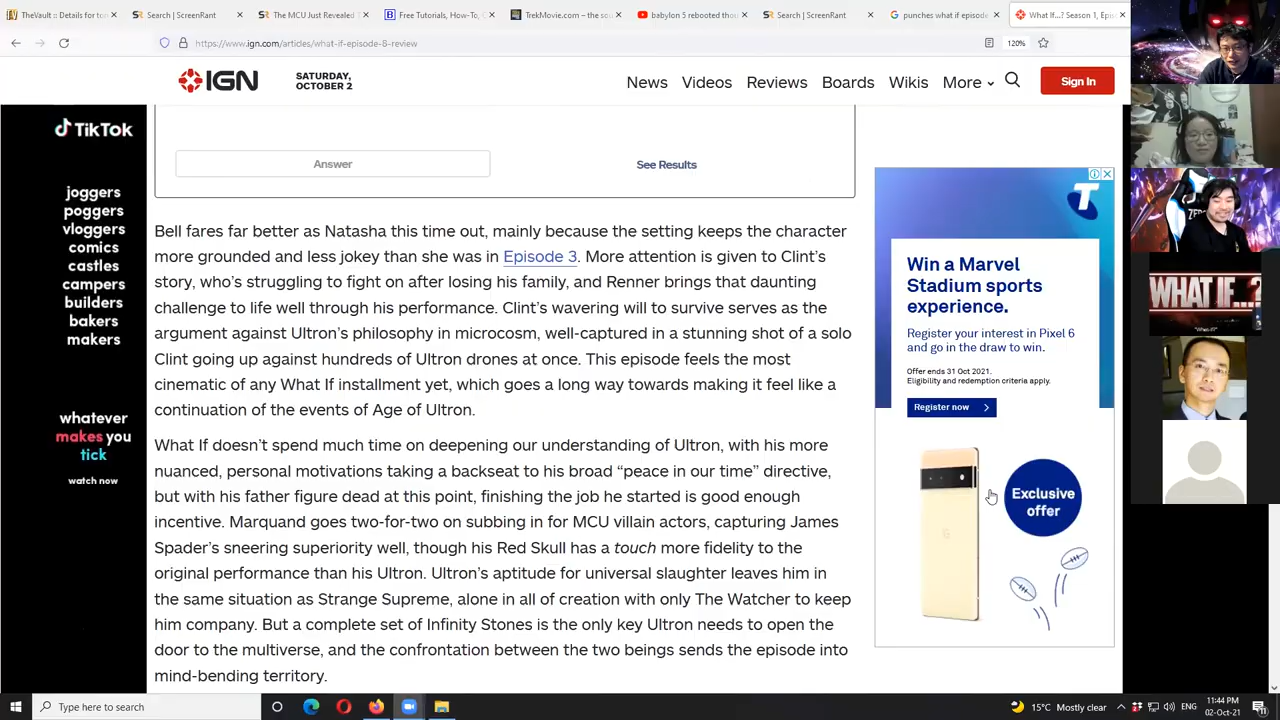 TheVault :: Details for tom
Search | ScreenRant
The MCU Just Revealed
Free Tutorials, How-To, C
TrekMovie.com – the sou
babylon 5 rebooted thou
Search | ScreenRant
punches what if episode
What If...? Season 1, Epis
https://www.ign.com/articles/what-if-episode-8-review
120%
IGN
SATURDAY,
OCTOBER 2
News
Videos
Reviews
Boards
Wikis
More
Sign In
TikTok
joggers
poggers
vloggers
comics
castles
campers
builders
bakers
makers
whatever
makes you
tick
watch now
Answer
See Results
Bell fares far better as Natasha this time out, mainly because the setting keeps the character
more grounded and less jokey than she was in Episode 3. More attention is given to Clint's
story, who's struggling to fight on after losing his family, and Renner brings that daunting
challenge to life well through his performance. Clint's wavering will to survive serves as the
argument against Ultron's philosophy in microcosm, well-captured in a stunning shot of a solo
Clint going up against hundreds of Ultron drones at once. This episode feels the most
cinematic of any What If installment yet, which goes a long way towards making it feel like a
continuation of the events of Age of Ultron.
What If doesn't spend much time on deepening our understanding of Ultron, with his more
nuanced, personal motivations taking a backseat to his broad “peace in our time” directive,
but with his father figure dead at this point, finishing the job he started is good enough
incentive. Marquand goes two-for-two on subbing in for MCU villain actors, capturing James
Spader's sneering superiority well, though his Red Skull has a touch more fidelity to the
original performance than his Ultron. Ultron's aptitude for universal slaughter leaves him in
the same situation as Strange Supreme, alone in all of creation with only The Watcher to keep
him company. But a complete set of Infinity Stones is the only key Ultron needs to open the
door to the multiverse, and the confrontation between the two beings sends the episode into
mind-bending territory.
T
Win a Marvel
Stadium sports
experience.
Register your interest in Pixel 6
and go in the draw to win.
Offer ends 31 Oct 2021.
Eligibility and redemption criteria apply.
Register now
Exclusive
offer
WHAT IF...?
Type here to search
15°C Mostly clear
ENG
11:44 PM
02-Oct-21